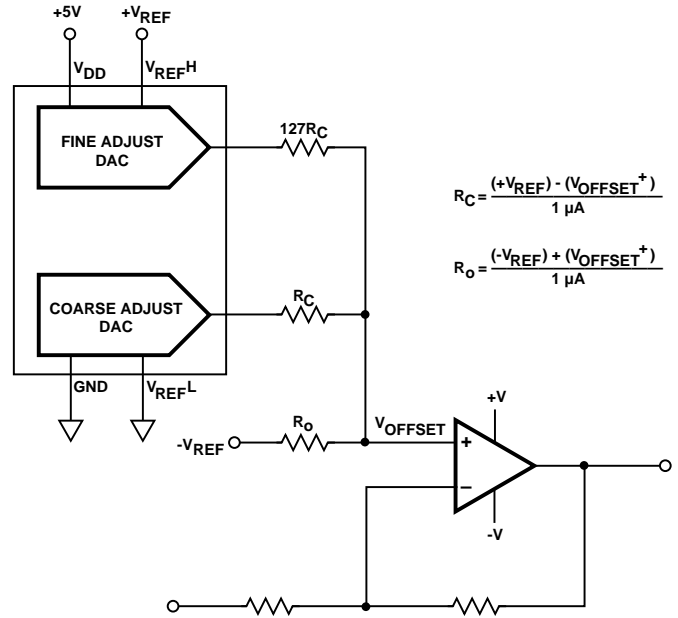 +5V
+VREF
VDD
VREFH
FINE ADJUST
DAC
127RC
RC = (+VREF) - (VOFFSET+)
1 µA
Ro = (-VREF) + (VOFFSET+)
1 µA
COARSE ADJUST
DAC
RC
GND
VREFL
Ro
-VREF
VOFFSET
+V
+
−
-V